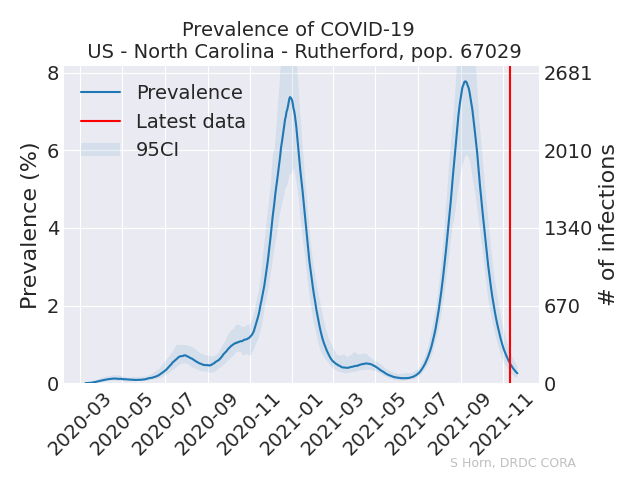 Prevalence of COVID-19
US - North Carolina - Rutherford, pop. 67029
8
6
4
2
0
Prevalence (%)
2681
2010
1340
670
0
# of infections
Prevalence
Latest data
95CI
2020-03
2020-05
2020-07
2020-09
2020-11
2021-01
2021-03
2021-05
2021-07
2021-09
2021-11
S Horn, DRDC CORA